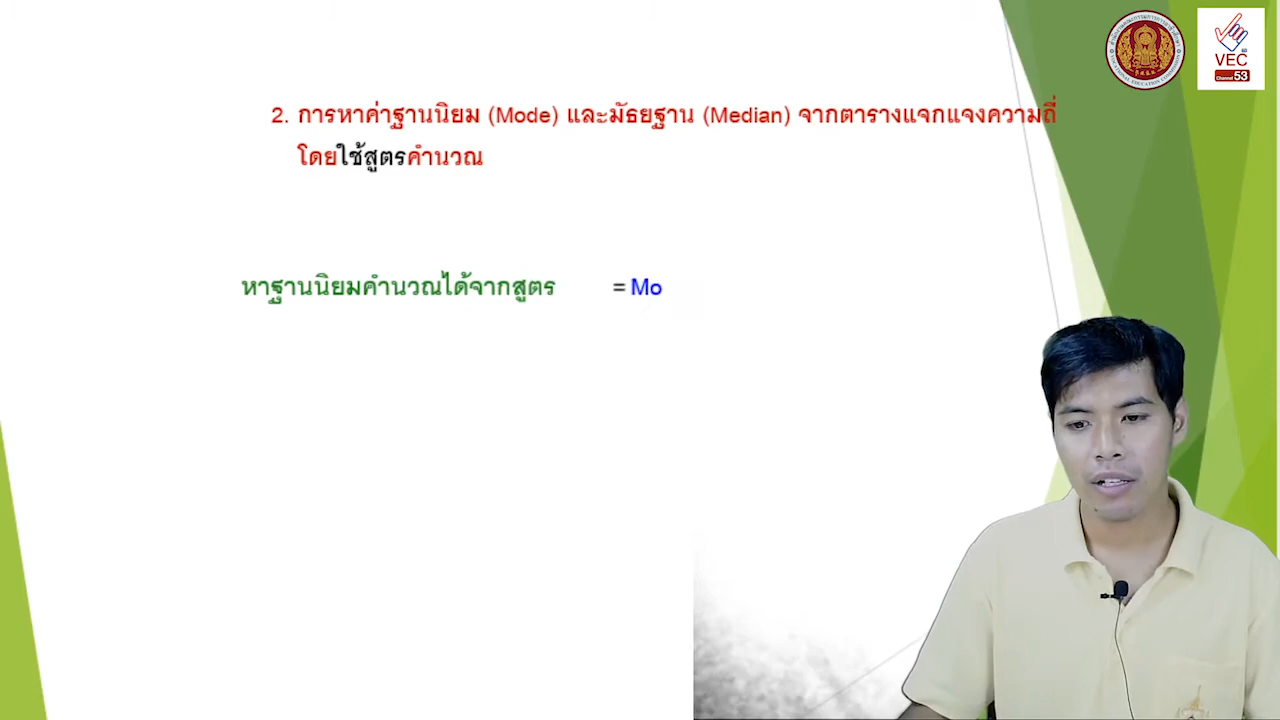 VEC
Channel 53
2. การหาค่าฐานนิยม (Mode) และมัธยฐาน (Median) จากตารางแจกแจงความถี่
โดยใช้สูตรคำนวณ
หาฐานนิยมคำนวณได้จากสูตร = Mo